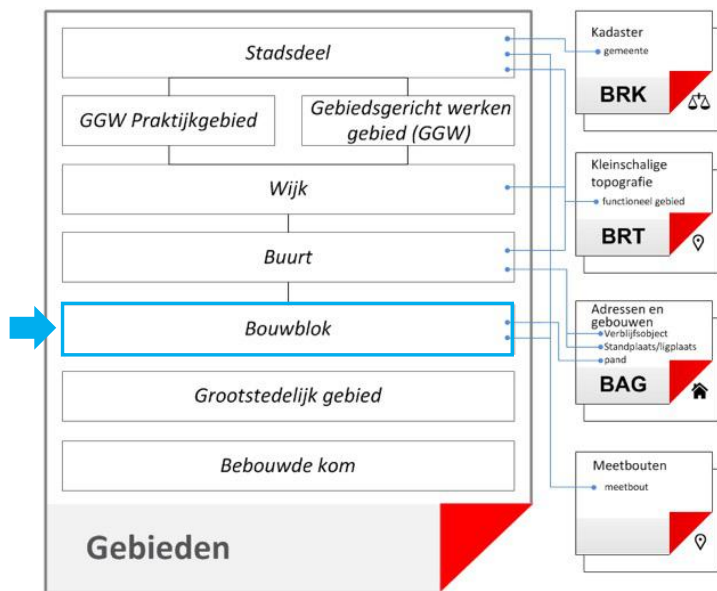 Stadsdeel
GGW Praktijkgebied
Gebiedsgericht werken
gebied (GGW)
Wijk
Buurt
Bouwblok
Grootstedelijk gebied
Bebouwde kom
Gebieden
Kadaster
gemeente
BRK
Kleinschalige
topografie
functioneel gebied
BRT
Adressen en
gebouwen
Verblijfsobject
Standplaats/ligplaats
pand
BAG
Meetbouten
meetbout